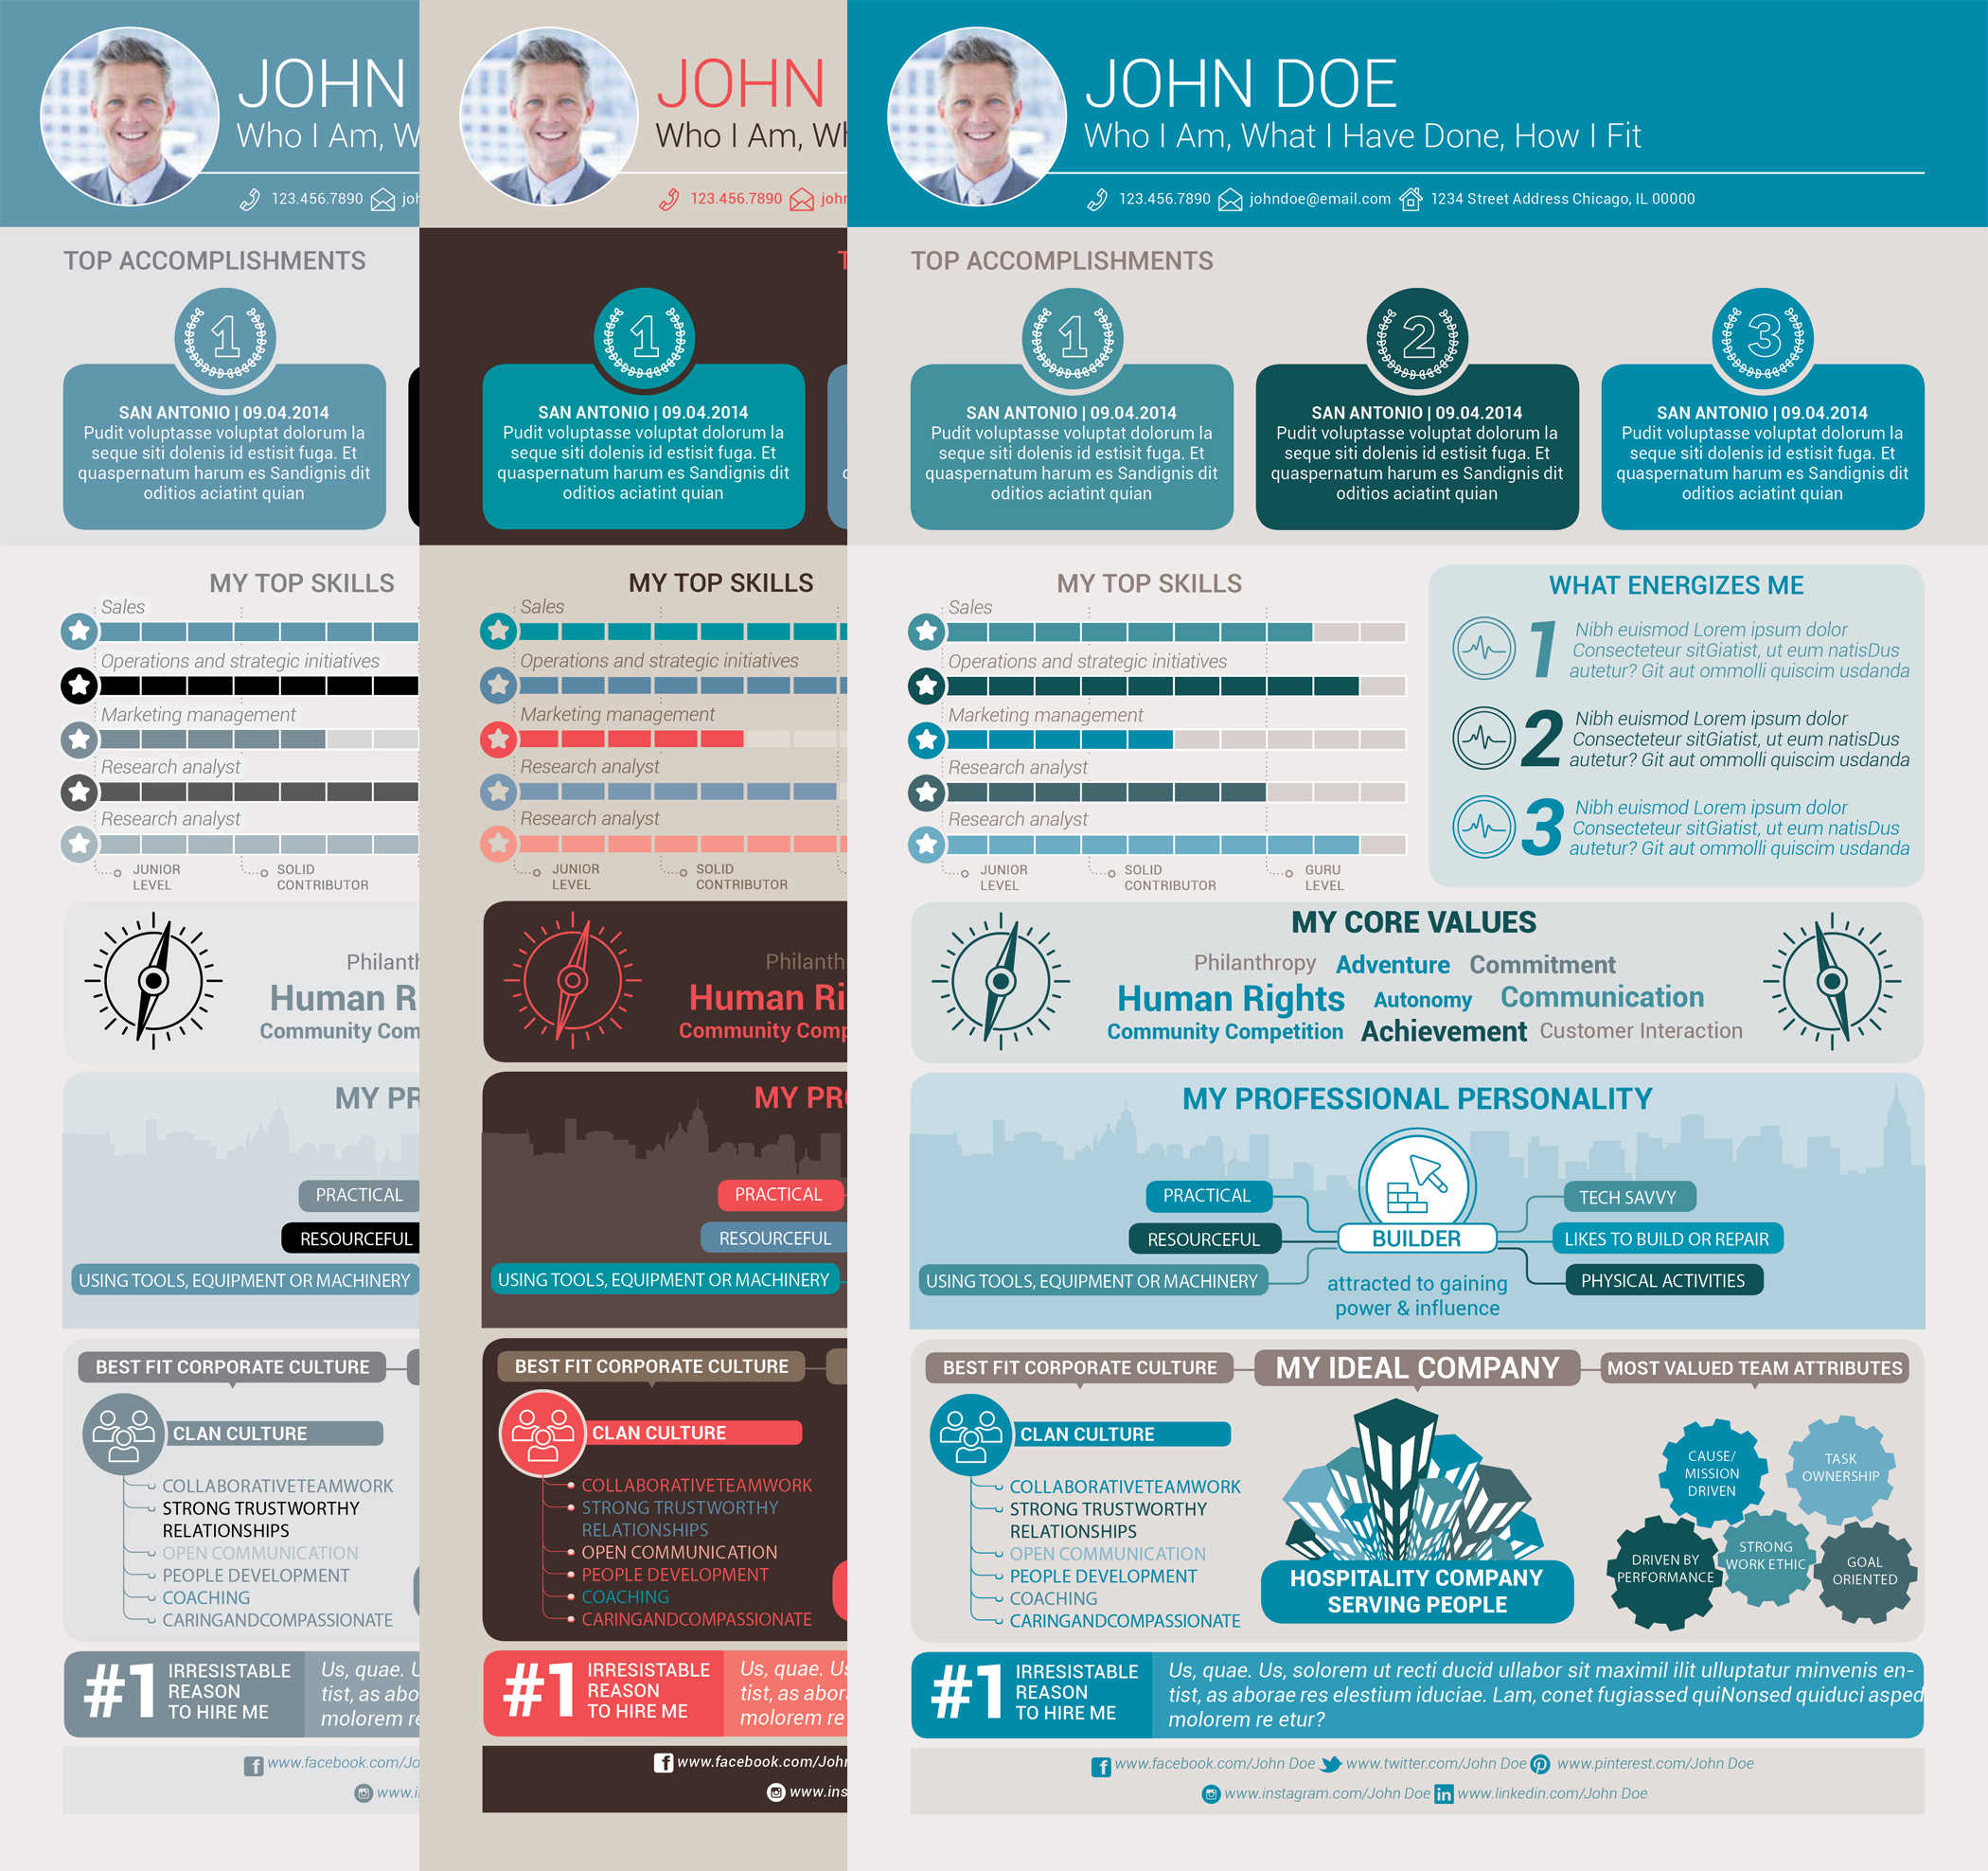 JOHN
Who I Am, W
123.456.7890 joh
TOP ACCOMPLISHMENTS
1
SAN ANTONIO | 09.04.2014
Pudit voluptasse voluptat dolorum la
seque siti dolenis id estisit fuga. Et
quaspernatum harum es Sandignis dit
oditios aciatint quian
MY TOP SKILLS
Sales
Operations and strategic initiatives
Marketing management
Research analyst
Research analyst
JUNIOR
LEVEL
SOLID
CONTRIBUTOR
Philant
Human R
Community Com
MY PR
PRACTICAL
RESOURCEFUL
USING TOOLS, EQUIPMENT OR MACHINERY
BEST FIT CORPORATE CULTURE
CLAN CULTURE
COLLABORATIVETEAMWORK
STRONG TRUSTWORTHY
RELATIONSHIPS
OPEN COMMUNICATION
PEOPLE DEVELOPMENT
COACHING
CARINGANDCOMPASSIONATE
#1
IRRESISTABLE
REASON
TO HIRE ME
Us, quae. U
tist, as abo
molorem re
www.facebook.com/Jo
www.i
JOHN
Who I Am, Wh
123.456.7890 john
T
1
SAN ANTONIO | 09.04.2014
Pudit voluptasse voluptat dolorum la
seque siti dolenis id estisit fuga. Et
quaspernatum harum es Sandignis dit
oditios aciatint quian
MY TOP SKILLS
Sales
Operations and strategic initiatives
Marketing management
Research analyst
Research analyst
JUNIOR
LEVEL
SOLID
CONTRIBUTOR
Philanth
Human Ri
Community Comp
MY PRO
PRACTICAL
RESOURCEFUL
USING TOOLS, EQUIPMENT OR MACHINERY
BEST FIT CORPORATE CULTURE
CLAN CULTURE
COLLABORATIVETEAMWORK
STRONG TRUSTWORTHY
RELATIONSHIPS
OPEN COMMUNICATION
PEOPLE DEVELOPMENT
COACHING
CARINGANDCOMPASSIONATE
#1
IRRESISTABLE
REASON
TO HIRE ME
Us, quae. Us
tist, as abor
molorem re
www.facebook.com/John
www.ins
JOHN DOE
Who I Am, What I Have Done, How I Fit
123.456.7890 johndoe@email.com 1234 Street Address Chicago, IL 00000
TOP ACCOMPLISHMENTS
1
SAN ANTONIO | 09.04.2014
Pudit voluptasse voluptat dolorum la
seque siti dolenis id estisit fuga. Et
quaspernatum harum es Sandignis dit
oditios aciatint quian
2
SAN ANTONIO | 09.04.2014
Pudit voluptasse voluptat dolorum la
seque siti dolenis id estisit fuga. Et
quaspernatum harum es Sandignis dit
oditios aciatint quian
3
SAN ANTONIO | 09.04.2014
Pudit voluptasse voluptat dolorum la
seque siti dolenis id estisit fuga. Et
quaspernatum harum es Sandignis dit
oditios aciatint quian
MY TOP SKILLS
Sales
Operations and strategic initiatives
Marketing management
Research analyst
Research analyst
JUNIOR
LEVEL
SOLID
CONTRIBUTOR
GURU
LEVEL
WHAT ENERGIZES ME
1
Nibh euismod Lorem ipsum dolor
Consecteteur sitGiatist, ut eum natisDus
autetur? Git aut ommolli quiscim usdanda
2
Nibh euismod Lorem ipsum dolor
Consecteteur sitGiatist, ut eum natisDus
autetur? Git aut ommolli quiscim usdanda
3
Nibh euismod Lorem ipsum dolor
Consecteteur sitGiatist, ut eum natisDus
autetur? Git aut ommolli quiscim usdanda
MY CORE VALUES
Philanthropy Adventure Commitment
Human Rights Autonomy Communication
Community Competition Achievement Customer Interaction
MY PROFESSIONAL PERSONALITY
PRACTICAL
RESOURCEFUL
USING TOOLS, EQUIPMENT OR MACHINERY
BUILDER
attracted to gaining
power & influence
TECH SAVVY
LIKES TO BUILD OR REPAIR
PHYSICAL ACTIVITIES
BEST FIT CORPORATE CULTURE
CLAN CULTURE
COLLABORATIVETEAMWORK
STRONG TRUSTWORTHY
RELATIONSHIPS
OPEN COMMUNICATION
PEOPLE DEVELOPMENT
COACHING
CARINGANDCOMPASSIONATE
MY IDEAL COMPANY
HOSPITALITY COMPANY
SERVING PEOPLE
MOST VALUED TEAM ATTRIBUTES
CAUSE/
MISSION
DRIVEN
TASK
OWNERSHIP
DRIVEN BY
PERFORMANCE
STRONG
WORK ETHIC
GOAL
ORIENTED
#1
IRRESISTABLE
REASON
TO HIRE ME
Us, quae. Us, solorem ut recti ducid ullabor sit maximil ilit ulluptatur minvenis en-
tist, as aborae res elestium iduciae. Lam, conet fugiassed quiNonsed quiduci asped
molorem re etur?
www.facebook.com/John Doe www.twitter.com/John Doe www.pinterest.com/John Doe
www.instagram.com/John Doe www.linkedin.com/John Doe